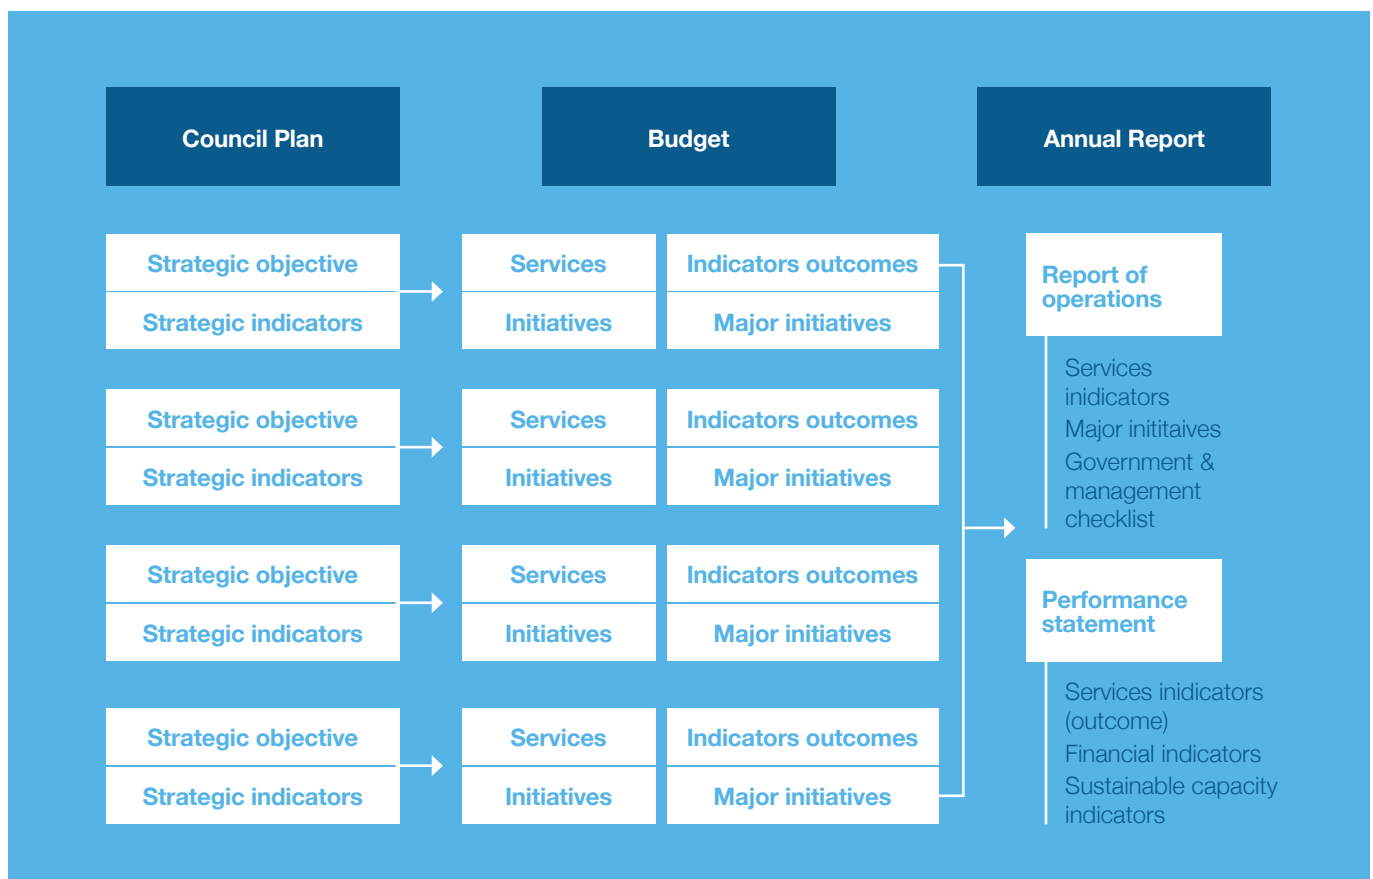 Council Plan
Budget
Annual Report
Strategic objective
Strategic indicators
Services
Initiatives
Indicators outcomes
Major initiatives
Strategic objective
Strategic indicators
Services
Initiatives
Indicators outcomes
Major initiatives
Strategic objective
Strategic indicators
Services
Initiatives
Indicators outcomes
Major initiatives
Strategic objective
Strategic indicators
Services
Initiatives
Indicators outcomes
Major initiatives
Report of
operations
Services
inidicators
Major inititaives
Government &
management
checklist
Performance
statement
Services inidicators
(outcome)
Financial indicators
Sustainable capacity
indicators